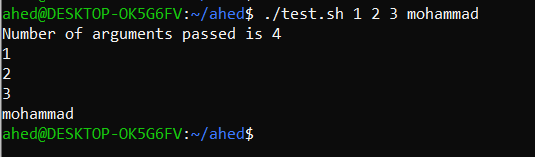 ahed@DESKTOP-OK5G6FV:~/ahed$ ./test.sh 1 2 3 mohammad
Number of arguments passed is 4
1
2
3
mohammad
ahed@DESKTOP-OK5G6FV:~/ahed$